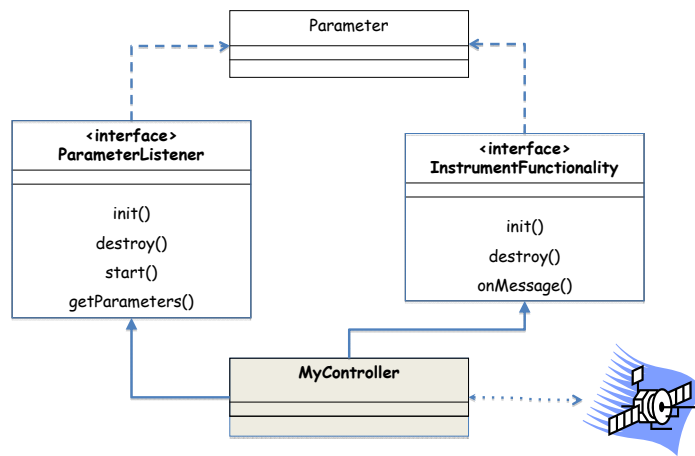 Parameter
<interface>
ParameterListener
init()
destroy()
start()
getParameters()
<interface>
InstrumentFunctionality
init()
destroy()
onMessage()
MyController